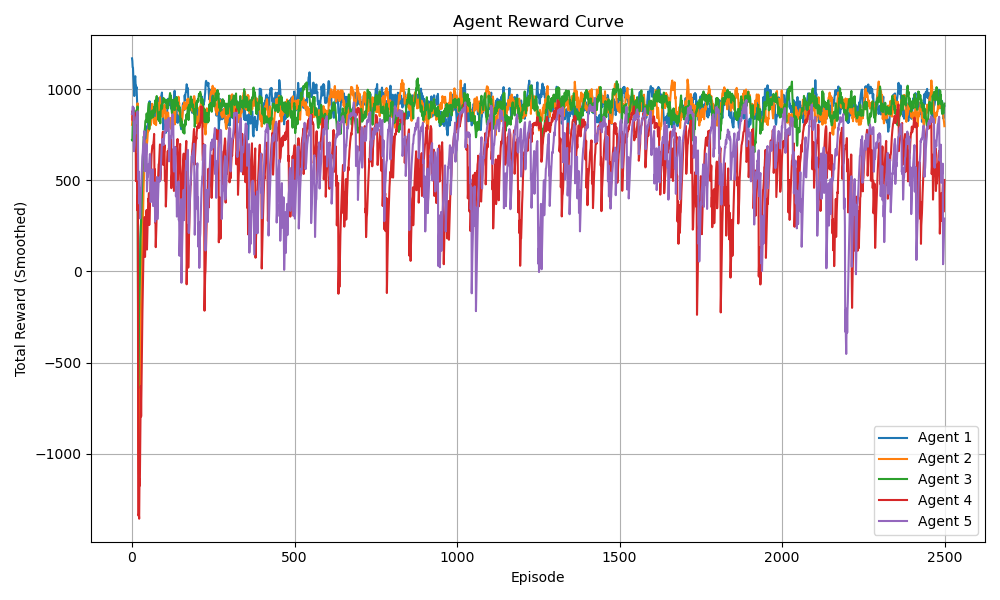 Agent Reward Curve
Total Reward (Smoothed)
1000
500
0
−500
−1000
0
500
1000
1500
2000
2500
Episode
Agent 1
Agent 2
Agent 3
Agent 4
Agent 5